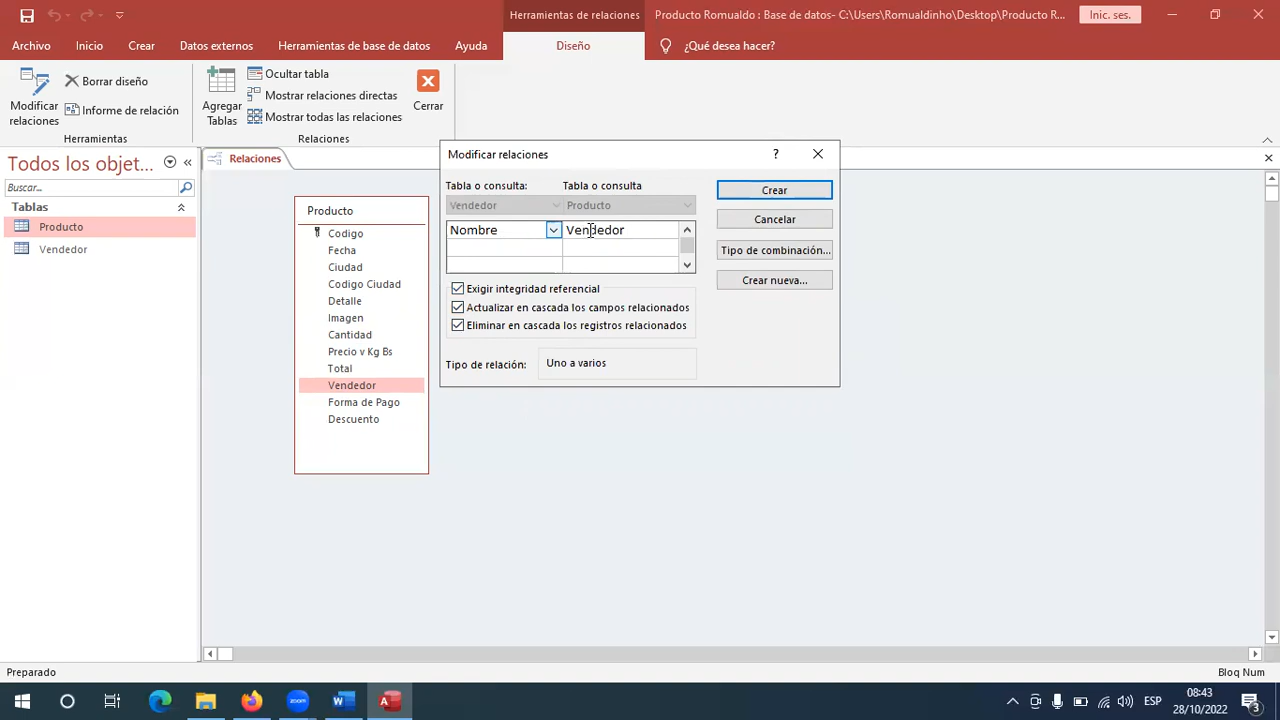 Herramientas de relaciones
Producto Romualdo : Base de datos- C:\Users\Romualdinho\Desktop\Producto R...
Inic. ses.
Archivo
Inicio
Crear
Datos externos
Herramientas de base de datos
Ayuda
Diseño
¿Qué desea hacer?
Modificar relaciones
Borrar diseño
Informe de relación
Herramientas
Agregar Tablas
Ocultar tabla
Mostrar relaciones directas
Mostrar todas las relaciones
Cerrar
Relaciones
Todos los objet...
Buscar...
Tablas
Producto
Vendedor
Relaciones
Producto
Codigo
Fecha
Ciudad
Codigo Ciudad
Detalle
Imagen
Cantidad
Precio v Kg Bs
Total
Vendedor
Forma de Pago
Descuento
Modificar relaciones
?
Tabla o consulta:
Tabla o consulta
Vendedor
Producto
Nombre
Vendedor
Exigir integridad referencial
Actualizar en cascada los campos relacionados
Eliminar en cascada los registros relacionados
Tipo de relación:
Uno a varios
Crear
Cancelar
Tipo de combinación...
Crear nueva...
Preparado
Bloq Num
zoom
ESP
08:43
28/10/2022
3